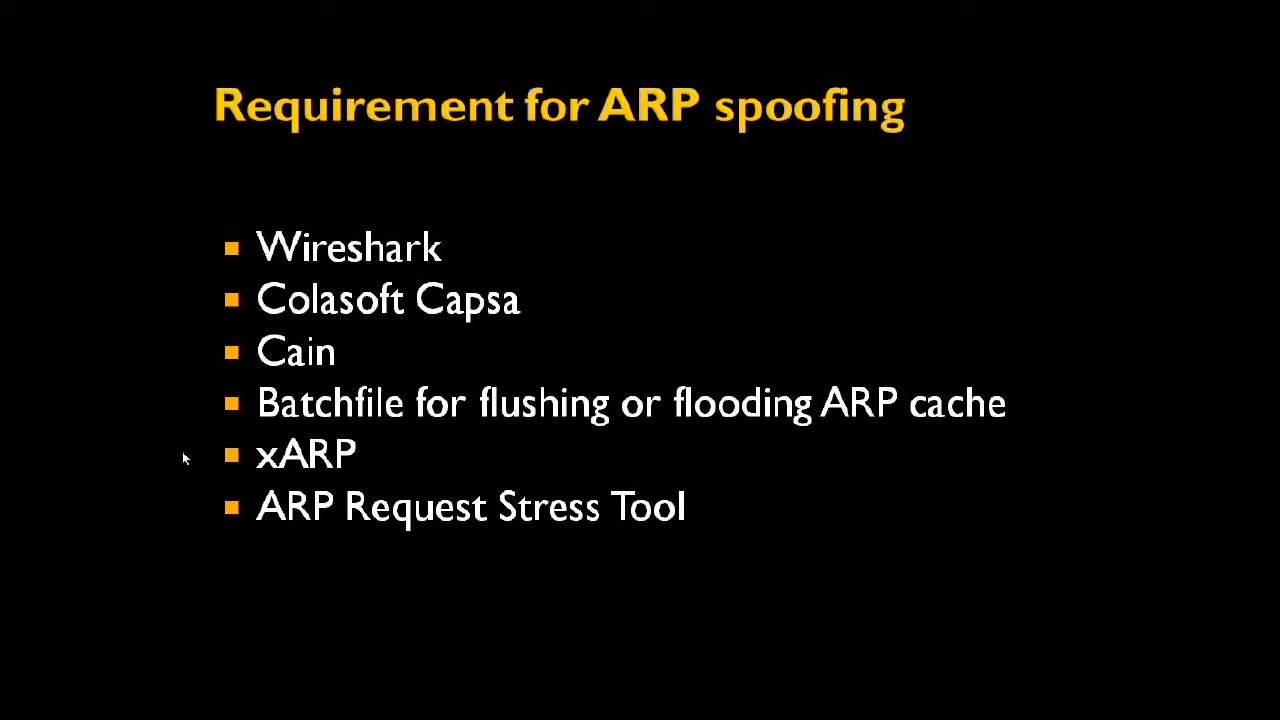 Requirement for ARP spoofing
Wireshark
Colasoft Capsa
Cain
Batchfile for flushing or flooding ARP cache
xARP
ARP Request Stress Tool